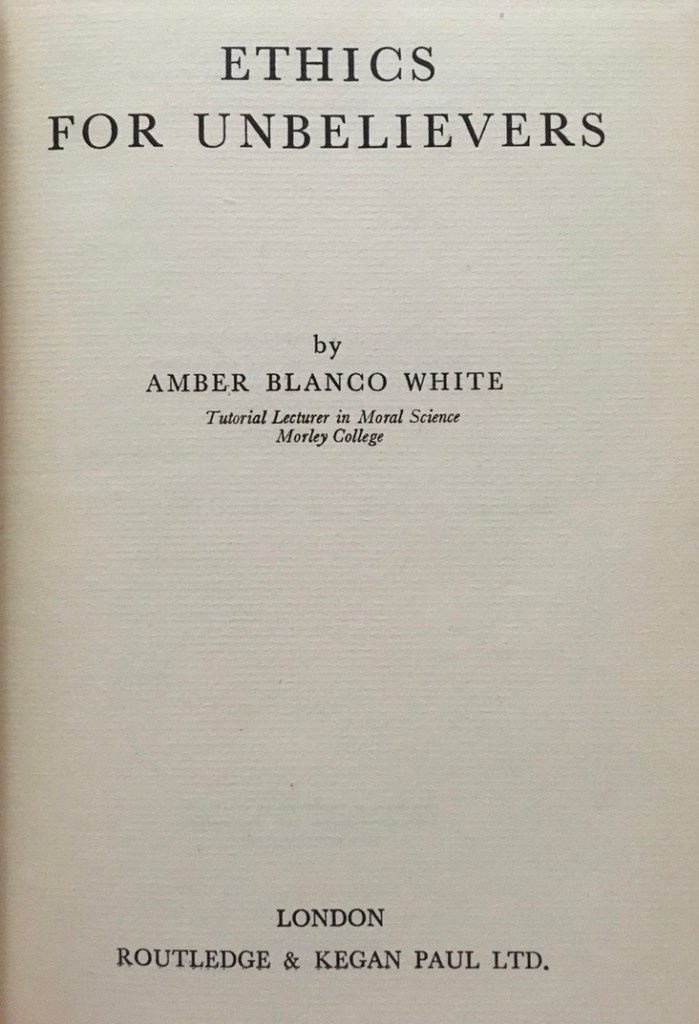 ETHICS
FOR UNBELIEVERS
by
AMBER BLANCO WHITE
Tutorial Lecturer in Moral Science
Morley College
LONDON
ROUTLEDGE & KEGAN PAUL LTD.